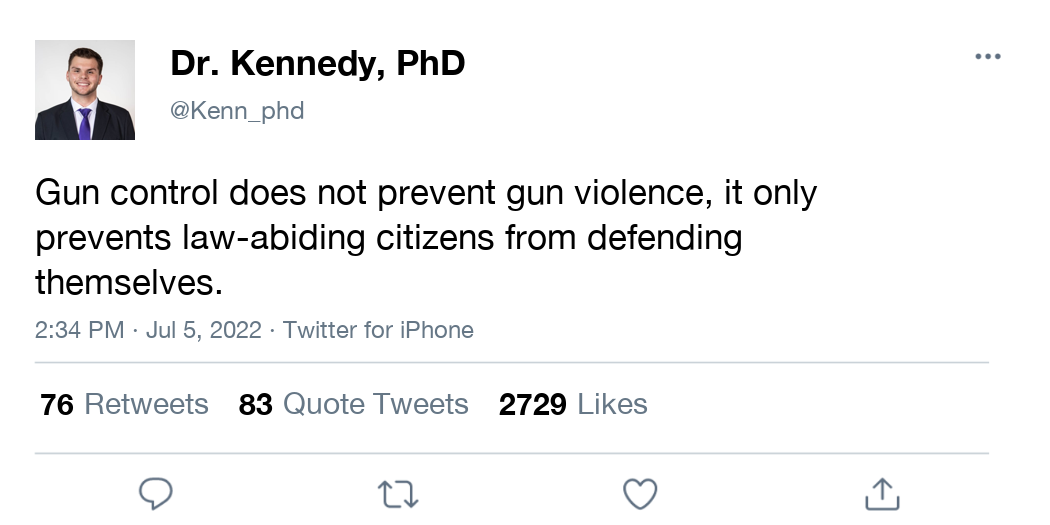 Dr. Kennedy, PhD
@Kenn_phd
Gun control does not prevent gun violence, it only
prevents law-abiding citizens from defending
themselves.
2:34 PM · Jul 5, 2022 · Twitter for iPhone
76 Retweets 83 Quote Tweets 2729 Likes